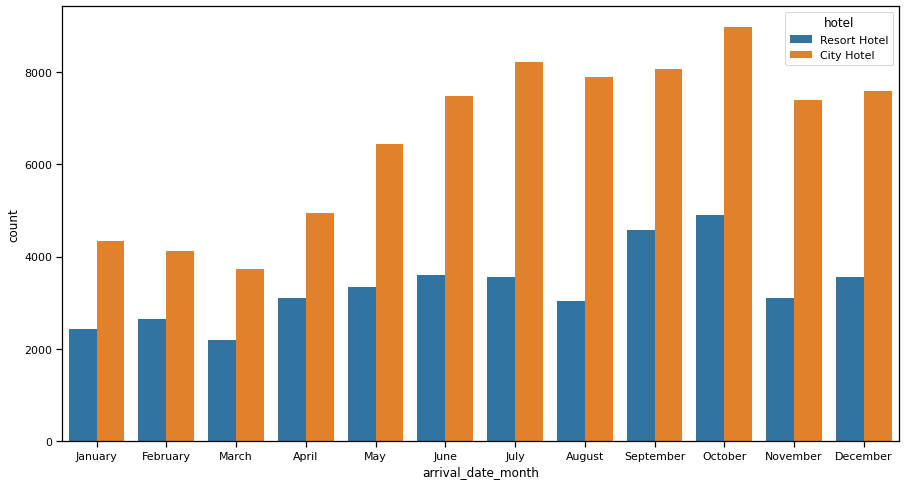 hotel
Resort Hotel
City Hotel
8000
6000
4000
2000
0
count
January February March April May June July August September October November December
arrival_date_month